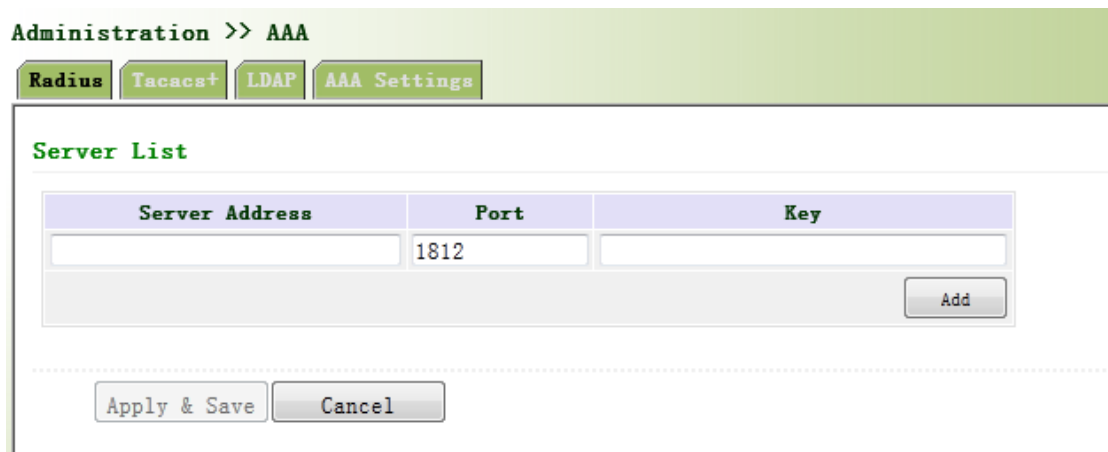 Administration >> AAA
Radius Tacacs+ LDAP AAA Settings
Server List
Server Address Port Key
1812
Add
Apply & Save Cancel